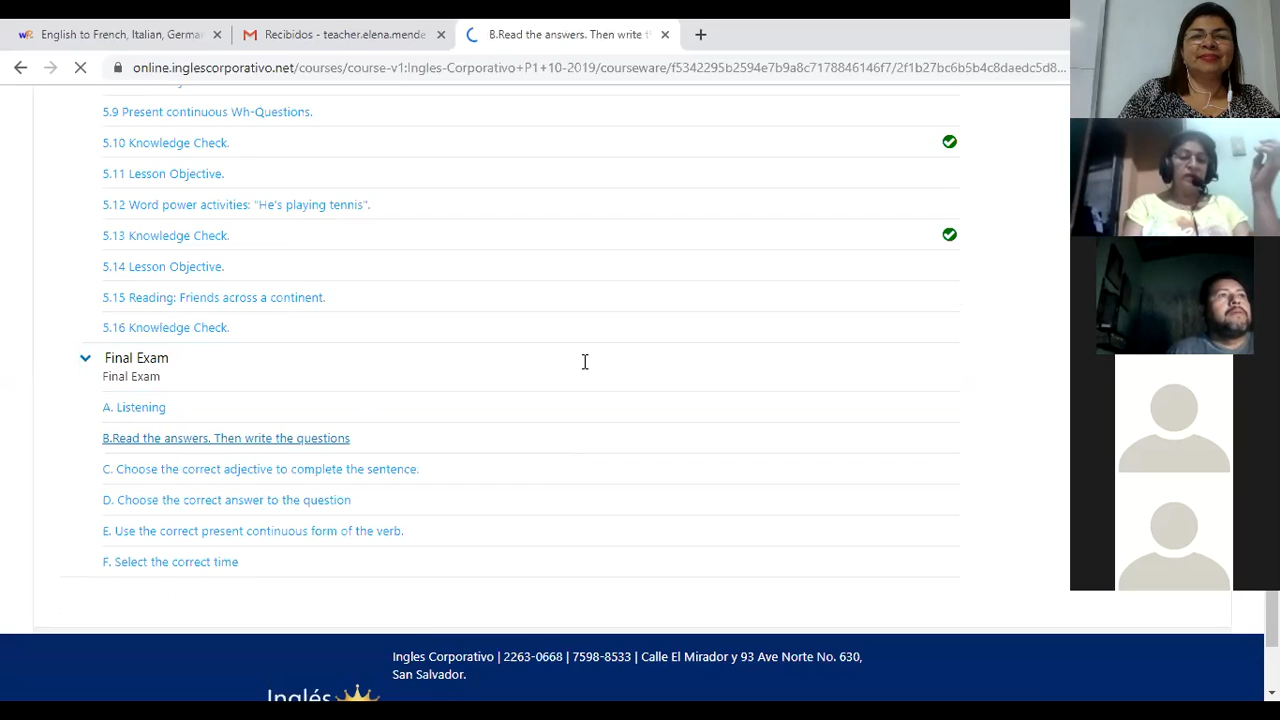 English to French, Italian, Germa
Recibidos - teacher.elena.mende
B.Read the answers. Then write t
online.inglescorporativo.net/courses/course-v1:Ingles-Corporativo+P1+10-2019/courseware/f5342295b2594e7b9a8c7178846146f7/2f1b27bc6b5b4c8daedc5d8...
5.9 Present continuous Wh-Questions.
5.10 Knowledge Check.
5.11 Lesson Objective.
5.12 Word power activities: "He's playing tennis".
5.13 Knowledge Check.
5.14 Lesson Objective.
5.15 Reading: Friends across a continent.
5.16 Knowledge Check.
Final Exam
Final Exam
A. Listening
B.Read the answers. Then write the questions
C. Choose the correct adjective to complete the sentence.
D. Choose the correct answer to the question
E. Use the correct present continuous form of the verb.
F. Select the correct time
Ingles Corporativo | 2263-0668 | 7598-8533 | Calle El Mirador y 93 Ave Norte No. 630,
San Salvador.
Inglés